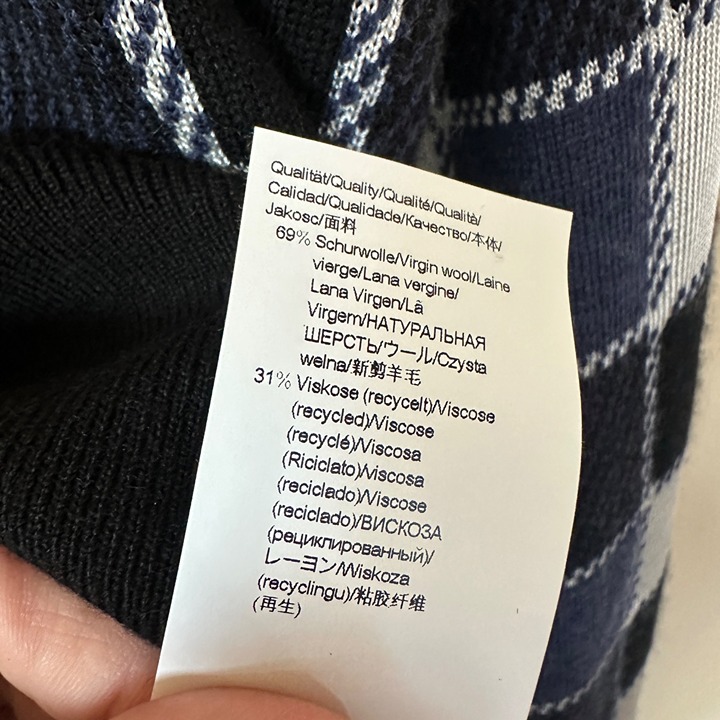 Qualität/Quality/Qualité/Qualità/
Calidad/Qualidade/Качество/本体/
Jakosc/面料
69% Schurwolle/Virgin wool/Laine
vierge/Lana vergine/
Lana Virgen/Lã
Virgem/НАТУРАЛЬНАЯ
ШЕРСТЬ/ウール/Czysta
welna/新剪羊毛
31% Viskose (recycelt)/Viscose
(recycled)/Viscose
(recyclé)/Viscosa
(Riciclato)/Viscosa
(reciclado)/Viscose
(reciclado)/ВИСКОЗА
(рециклированный)/
レーヨン/Wiskoza
(recyclingu)/粘胶纤维
(再生)